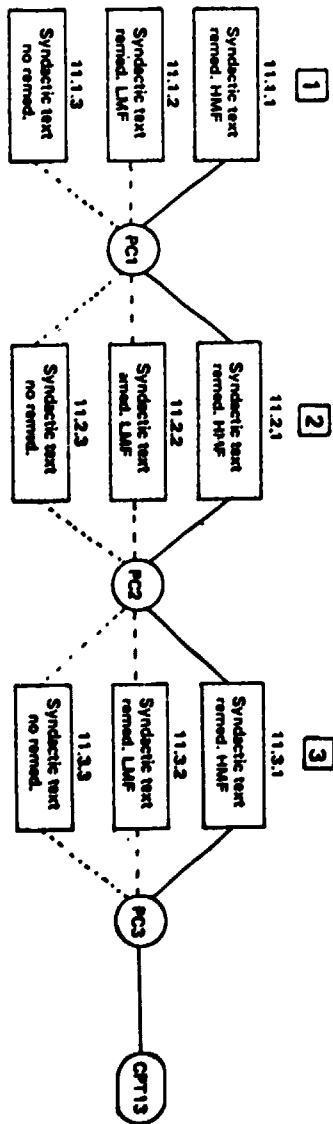 1
11.1.1
Syndactic text
remed. HMF
11.1.2
Syndactic text
remed. LMF
11.1.3
Syndactic text
no remed.
PC1
2
11.2.1
Syndactic text
remed. HMF
11.2.2
Syndactic text
amed. LMF
11.2.3
Syndactic text
no remed.
PC2
3
11.3.1
Syndactic text
remed. HMF
11.3.2
Syndactic text
remed. LMF
11.3.3
Syndactic text
no remed.
PC3
CPT13